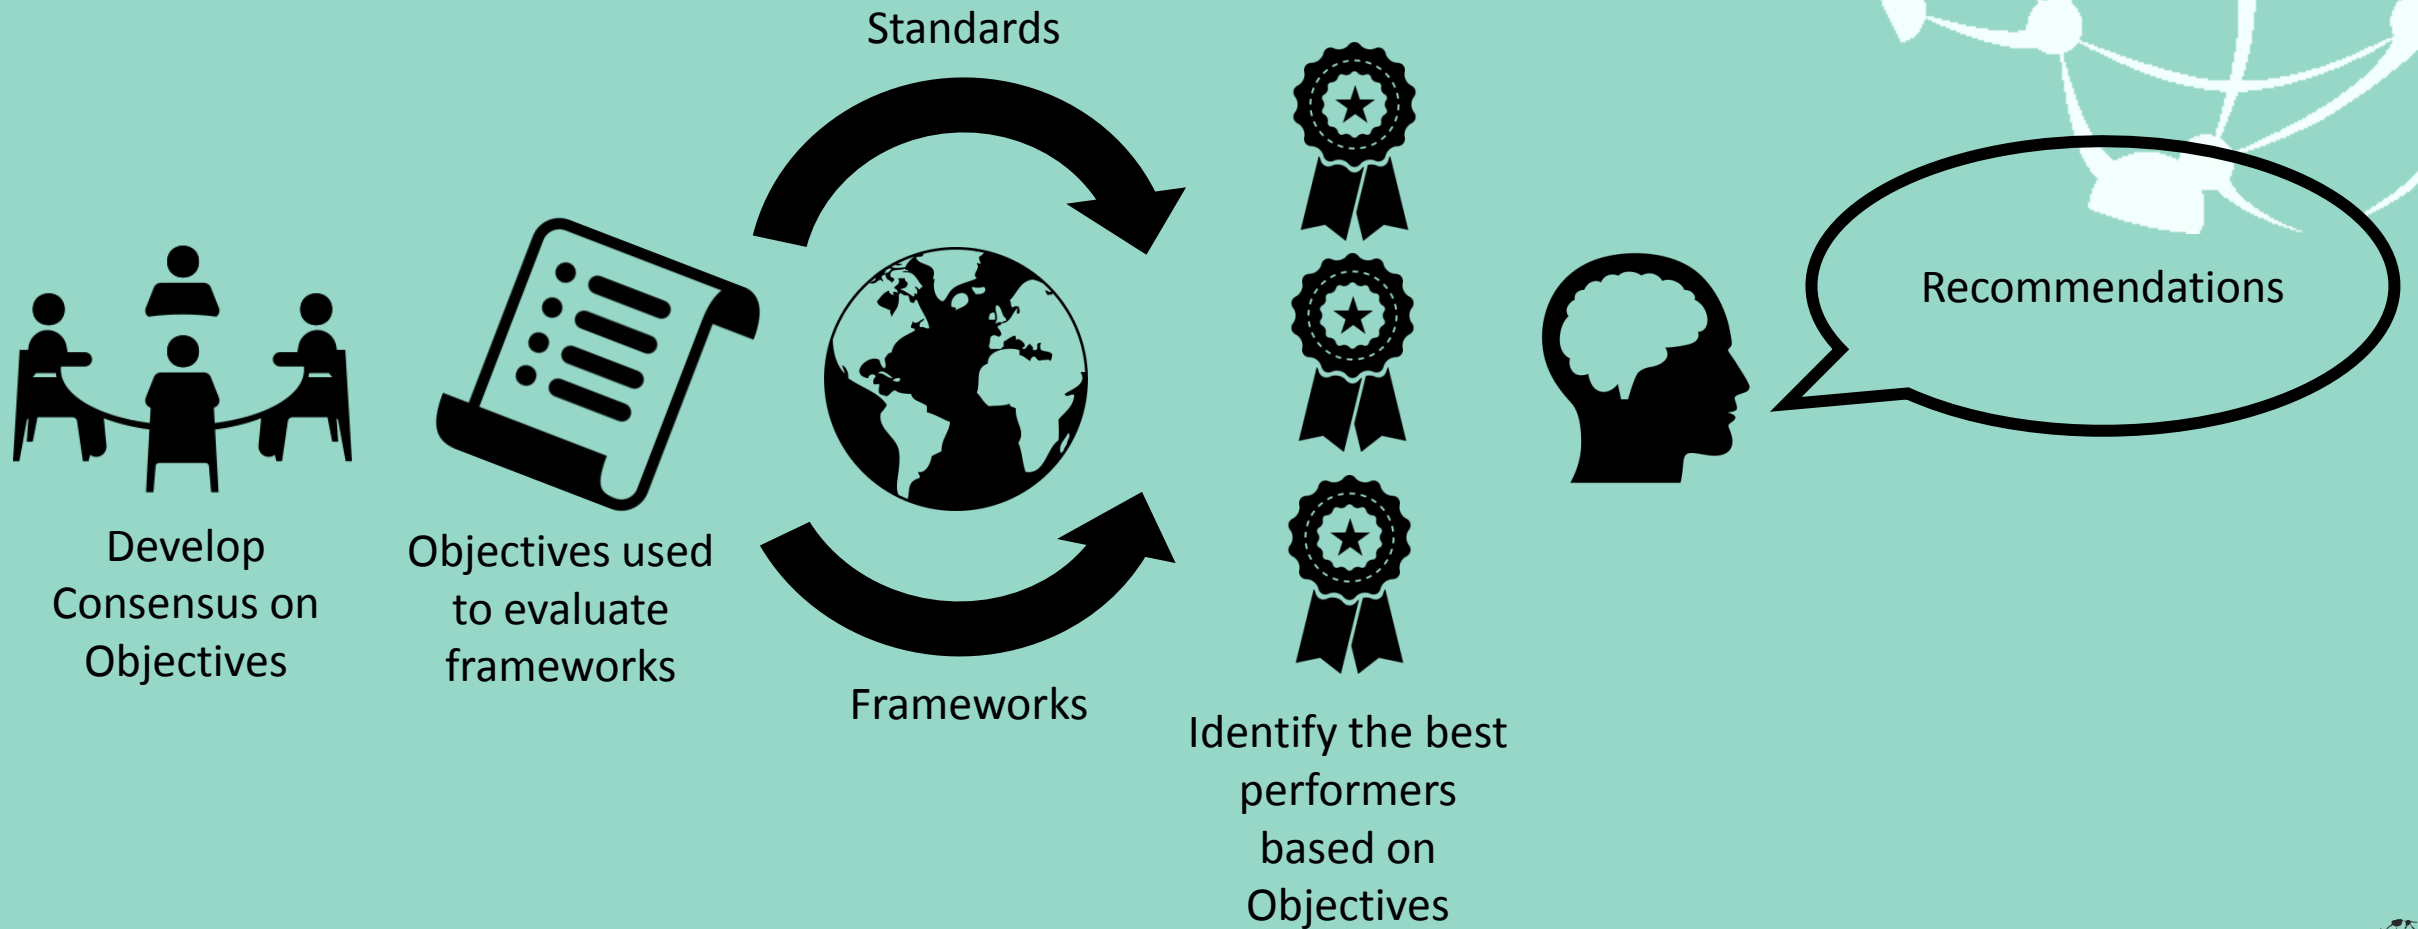 Standards
Develop
Consensus on
Objectives
Objectives used
to evaluate
frameworks
Frameworks
Identify the best
performers
based on
Objectives
Recommendations